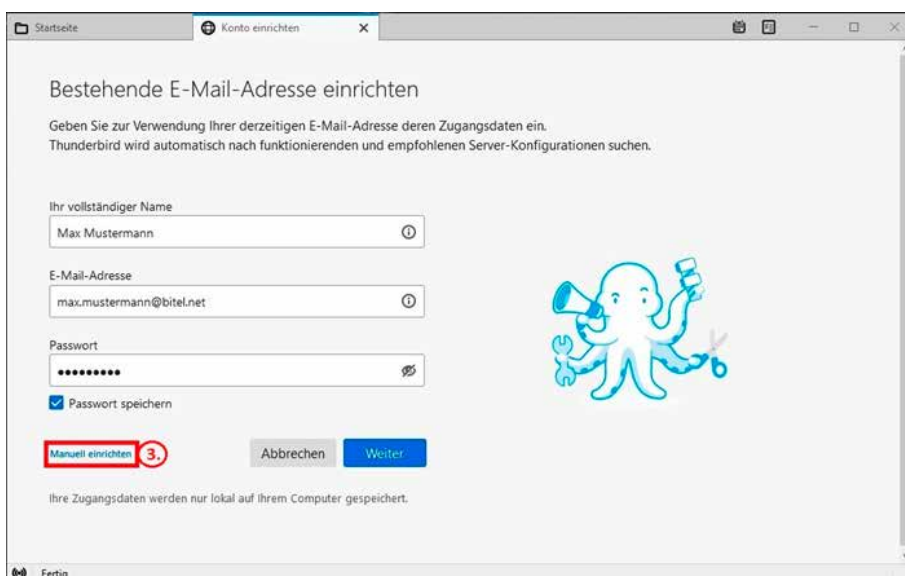 Startseite
Konto einrichten
Bestehende E-Mail-Adresse einrichten
Geben Sie zur Verwendung Ihrer derzeitigen E-Mail-Adresse deren Zugangsdaten ein.
Thunderbird wird automatisch nach funktionierenden und empfohlenen Server-Konfigurationen suchen.
Ihr vollständiger Name
Max Mustermann
E-Mail-Adresse
max.mustermann@bitel.net
Passwort
Passwort speichern
Manuell einrichten 3. Abbrechen Weiter
Ihre Zugangsdaten werden nur lokal auf Ihrem Computer gespeichert.
Fertig